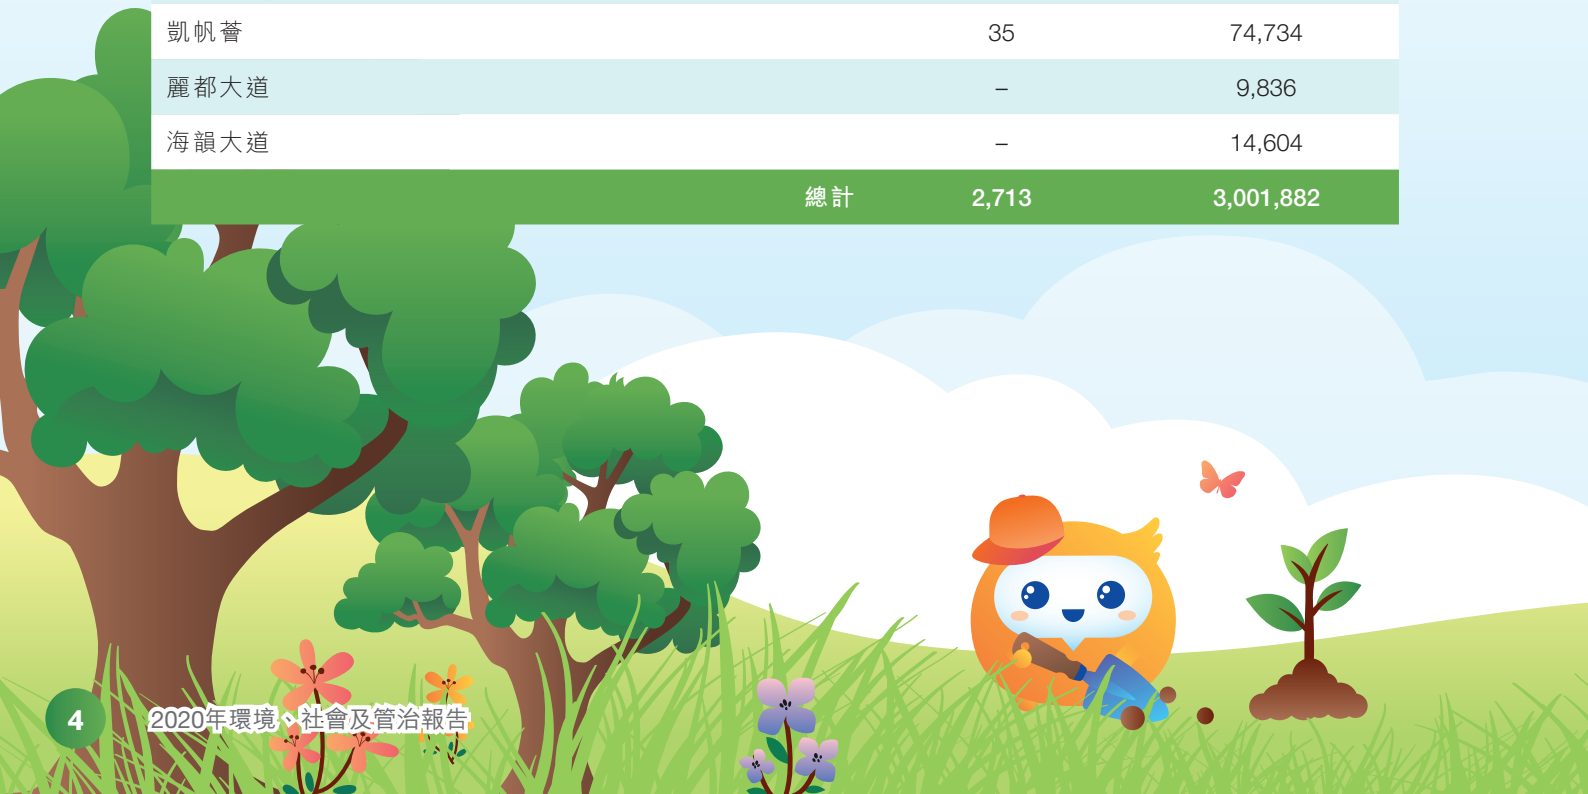 凱帆薈 35 74,734
麗都大道 – 9,836
海韻大道 – 14,604
總計 2,713 3,001,882
4 2020年環境、社會及管治報告